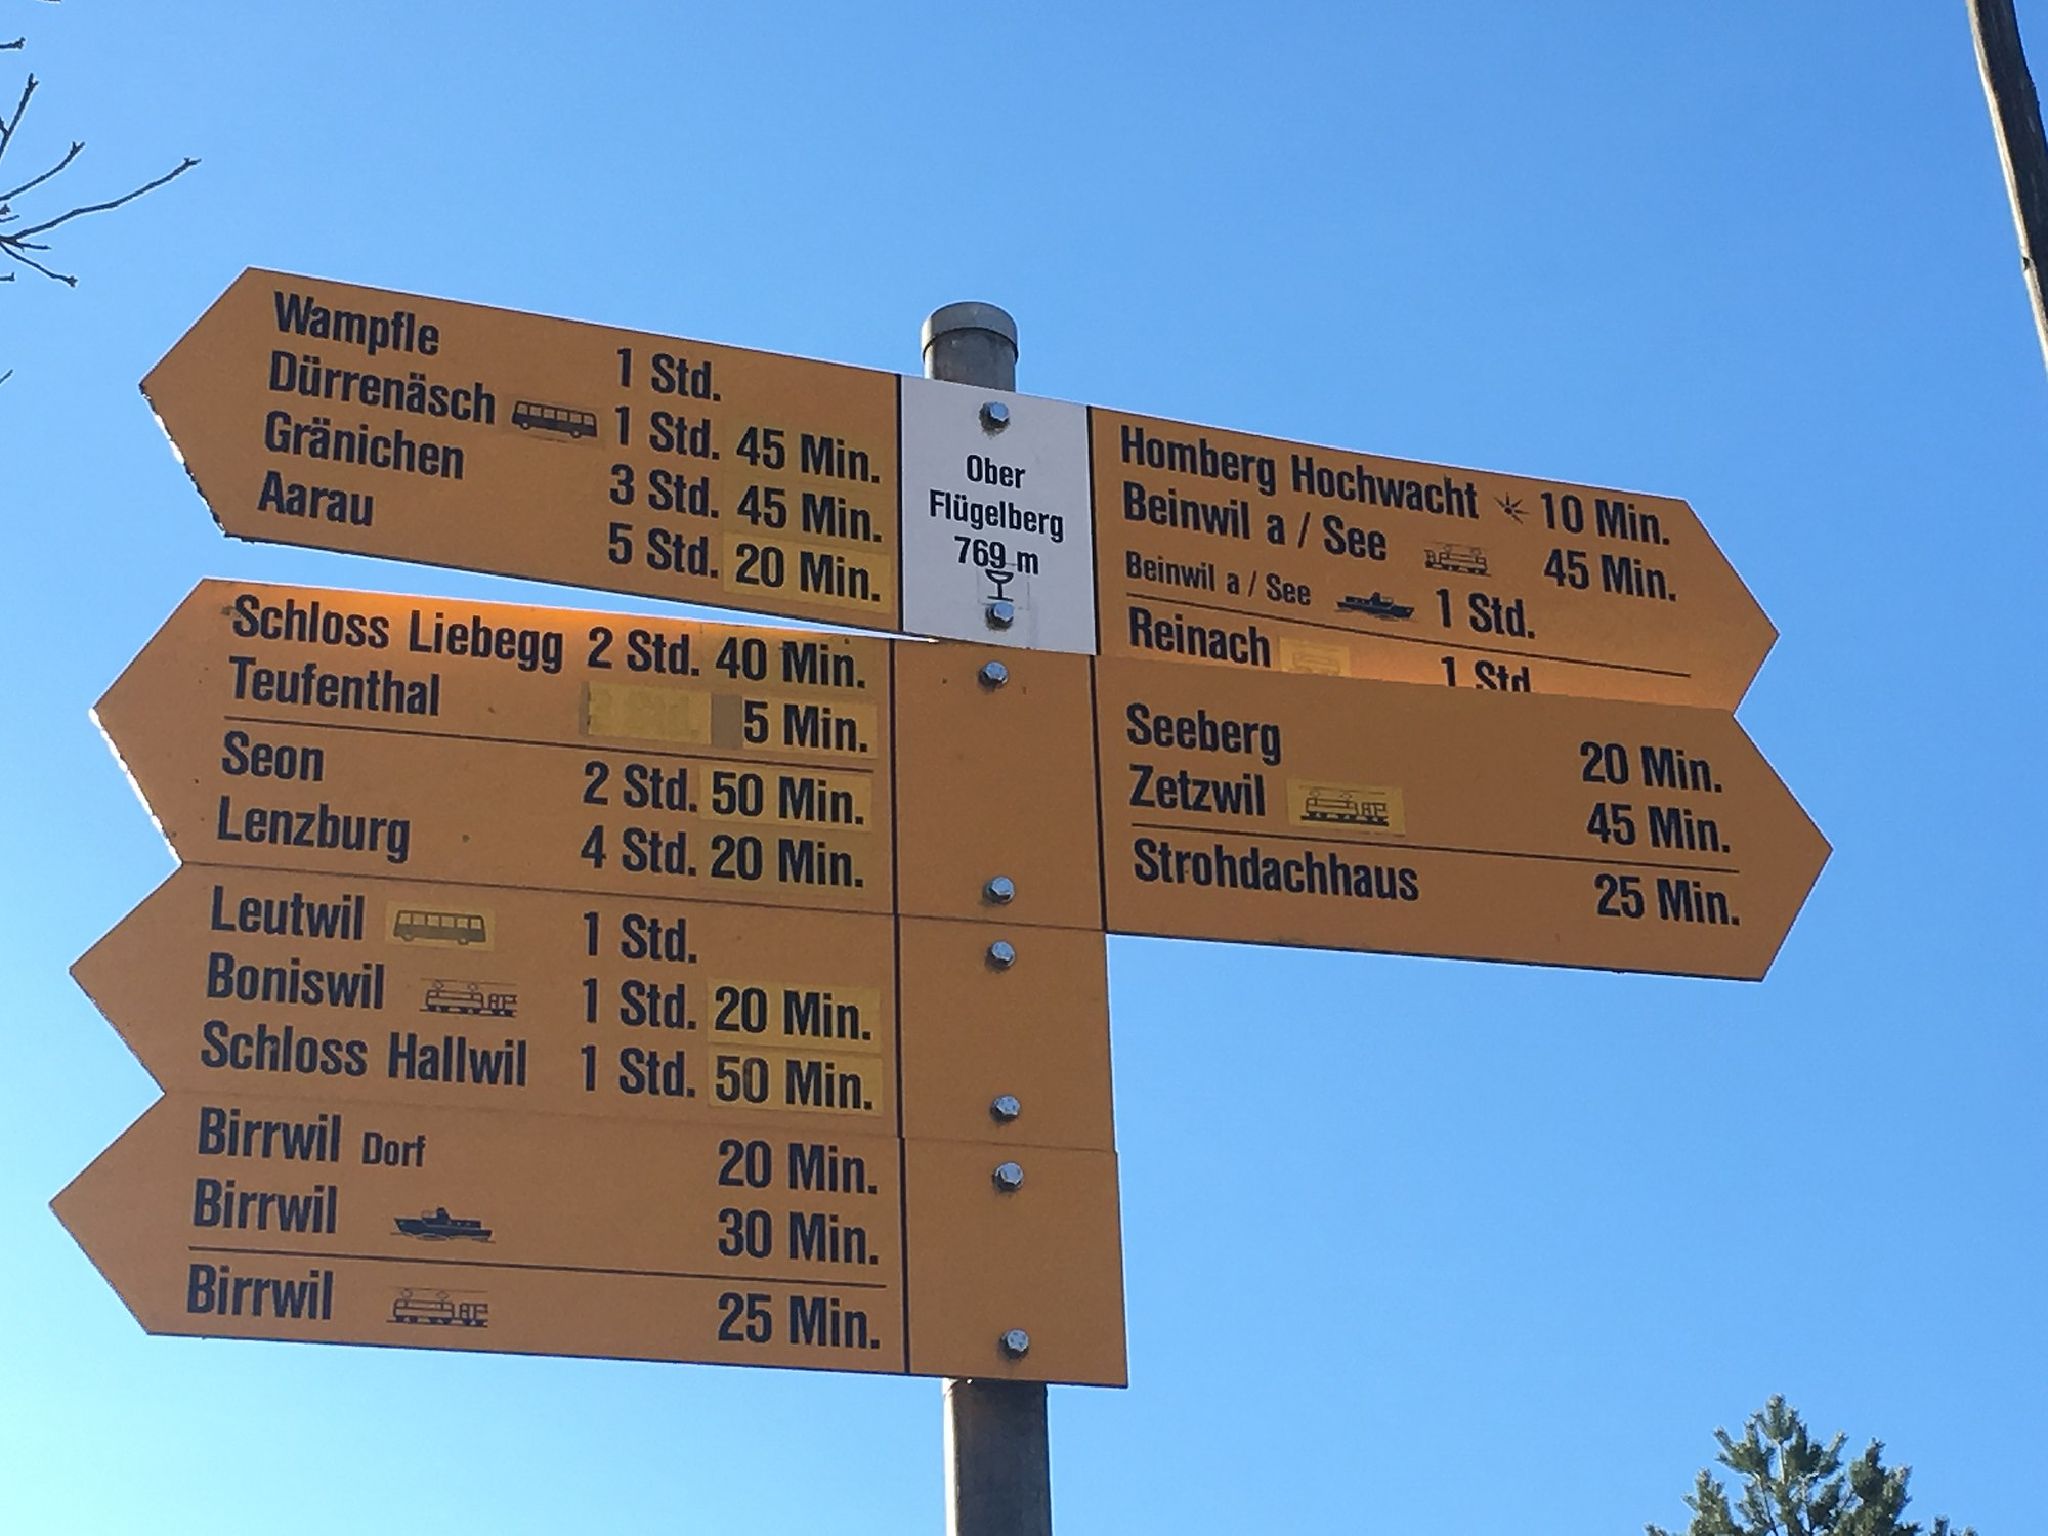 Wampfle 1 Std.
Dürrenäsch 1 Std. 45 Min.
Gränichen 3 Std. 45 Min.
Aarau 5 Std. 20 Min.
Ober
Flügelberg
769 m
Homberg Hochwacht 10 Min.
Beinwil a / See 45 Min.
Beinwil a / See 1 Std.
Reinach 1 Std
Schloss Liebegg 2 Std. 40 Min.
Teufenthal 5 Min.
Seon 2 Std. 50 Min.
Lenzburg 4 Std. 20 Min.
Seeberg 20 Min.
Zetzwil 45 Min.
Strohdachhaus 25 Min.
Leutwil 1 Std.
Boniswil 1 Std. 20 Min.
Schloss Hallwil 1 Std. 50 Min.
Birrwil Dorf 20 Min.
Birrwil 30 Min.
Birrwil 25 Min.